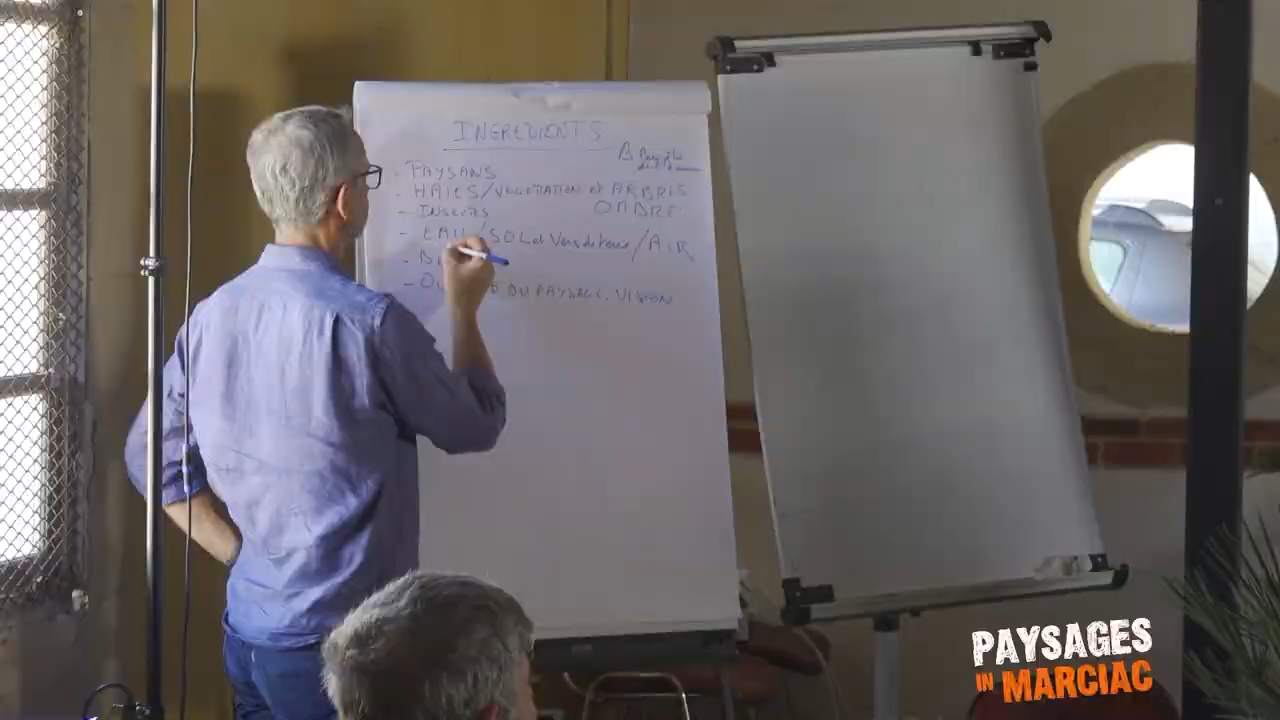 INGREDIENTS
- PAYSANS
- HAIES/VEGETATION et ARBRES
OMBRE
- INSECTES
- EAU/SOL et Vers de terre/AIR
DU PAYSAGE. VISION
PAYSAGES
IN MARCIAC